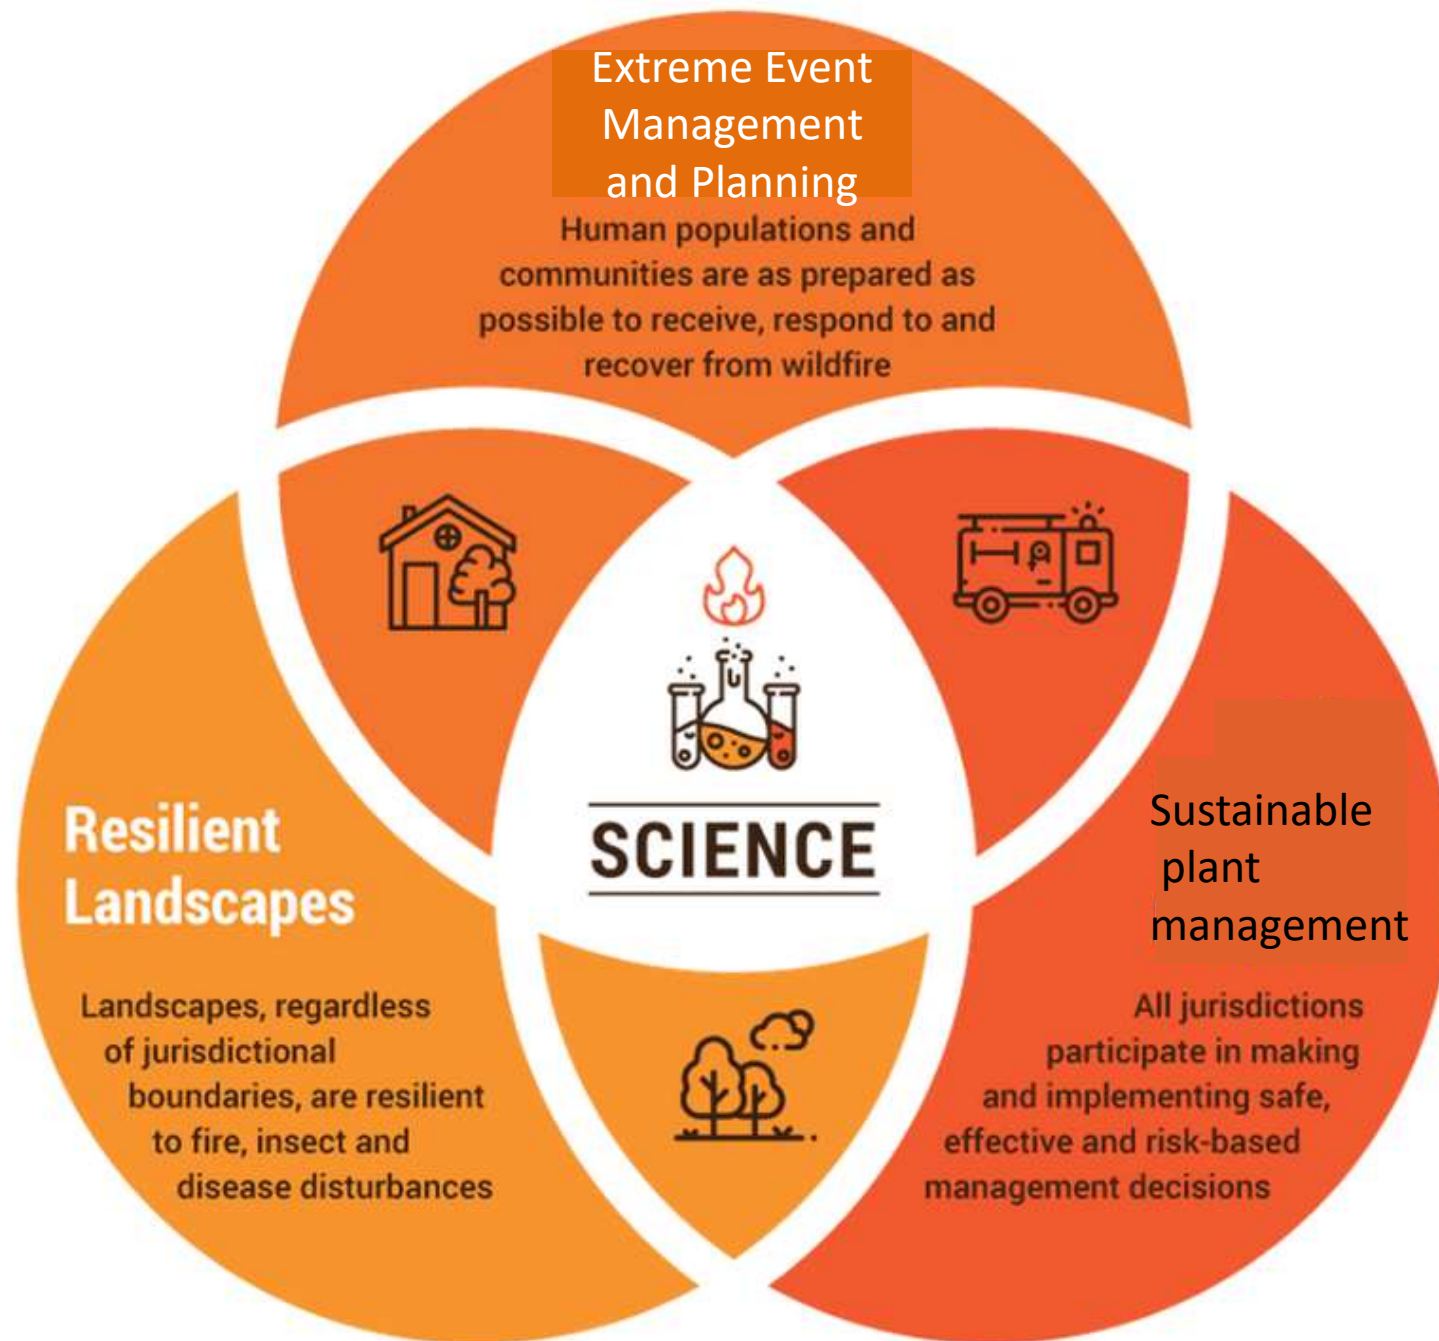 Extreme Event
Management
and Planning
Human populations and
communities are as prepared as
possible to receive, respond to and
recover from wildfire
SCIENCE
Resilient
Landscapes
Landscapes, regardless
of jurisdictional
boundaries, are resilient
to fire, insect and
disease disturbances
Sustainable
plant
management
All jurisdictions
participate in making
and implementing safe,
effective and risk-based
management decisions